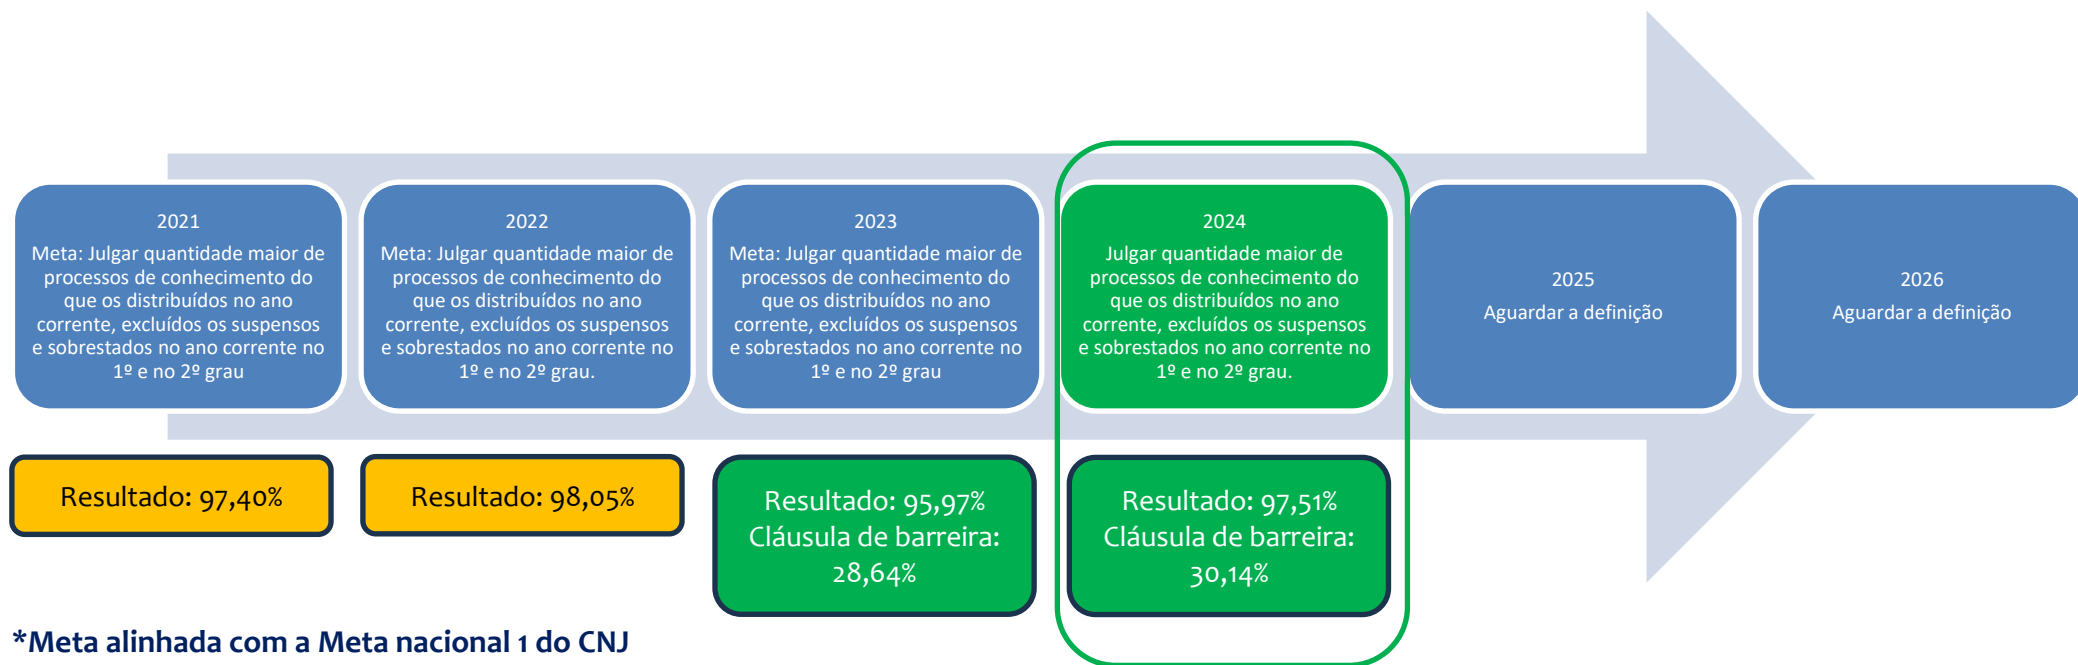 2021
Meta: Julgar quantidade maior de
processos de conhecimento do
que os distribuídos no ano
corrente, excluídos os suspensos
e sobrestados no ano corrente no
1º e no 2º grau
2022
Meta: Julgar quantidade maior de
processos de conhecimento do
que os distribuídos no ano
corrente, excluídos os suspensos
e sobrestados no ano corrente no
1º e no 2º grau.
2023
Meta: Julgar quantidade maior de
processos de conhecimento do
que os distribuídos no ano
corrente, excluídos os suspensos
e sobrestados no ano corrente no
1º e no 2º grau
2024
Julgar quantidade maior de
processos de conhecimento do
que os distribuídos no ano
corrente, excluídos os suspensos
e sobrestados no ano corrente no
1º e no 2º grau.
2025
Aguardar a definição
2026
Aguardar a definição
Resultado: 97,40%
Resultado: 98,05%
Resultado: 95,97%
Cláusula de barreira:
28,64%
Resultado: 97,51%
Cláusula de barreira:
30,14%
*Meta alinhada com a Meta nacional 1 do CNJ